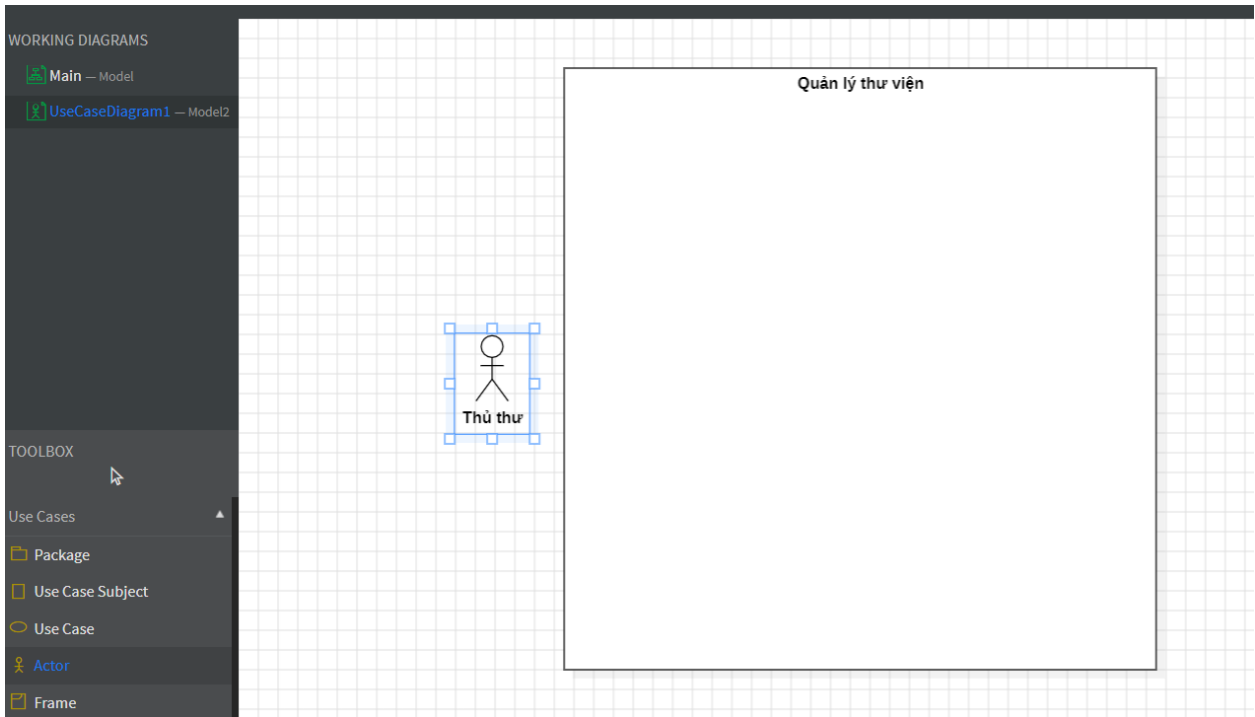 WORKING DIAGRAMS
Main — Model
UseCaseDiagram1 — Model2
TOOLBOX
Use Cases
Package
Use Case Subject
Use Case
Actor
Frame
Quản lý thư viện
Thủ thư